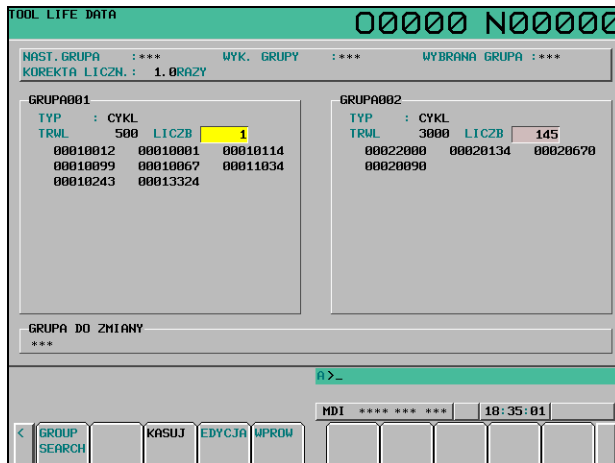 TOOL LIFE DATA O0000 N00000
NAST.GRUPA :*** WYK. GRUPY :*** WYBRANA GRUPA :***
KOREKTA LICZN.: 1.0RAZY
GRUPA001
TYP : CYKL
TRWL 500 LICZB 1
00010012 00010001 00010114
00010099 00010067 00011034
00010243 00013324
GRUPA002
TYP : CYKL
TRWL 3000 LICZB 145
00022000 00020134 00020670
00020090
GRUPA DO ZMIANY
***
A>_
MDI **** *** *** 18:35:01
< GROUP SEARCH KASUJ EDYCJA WPROW